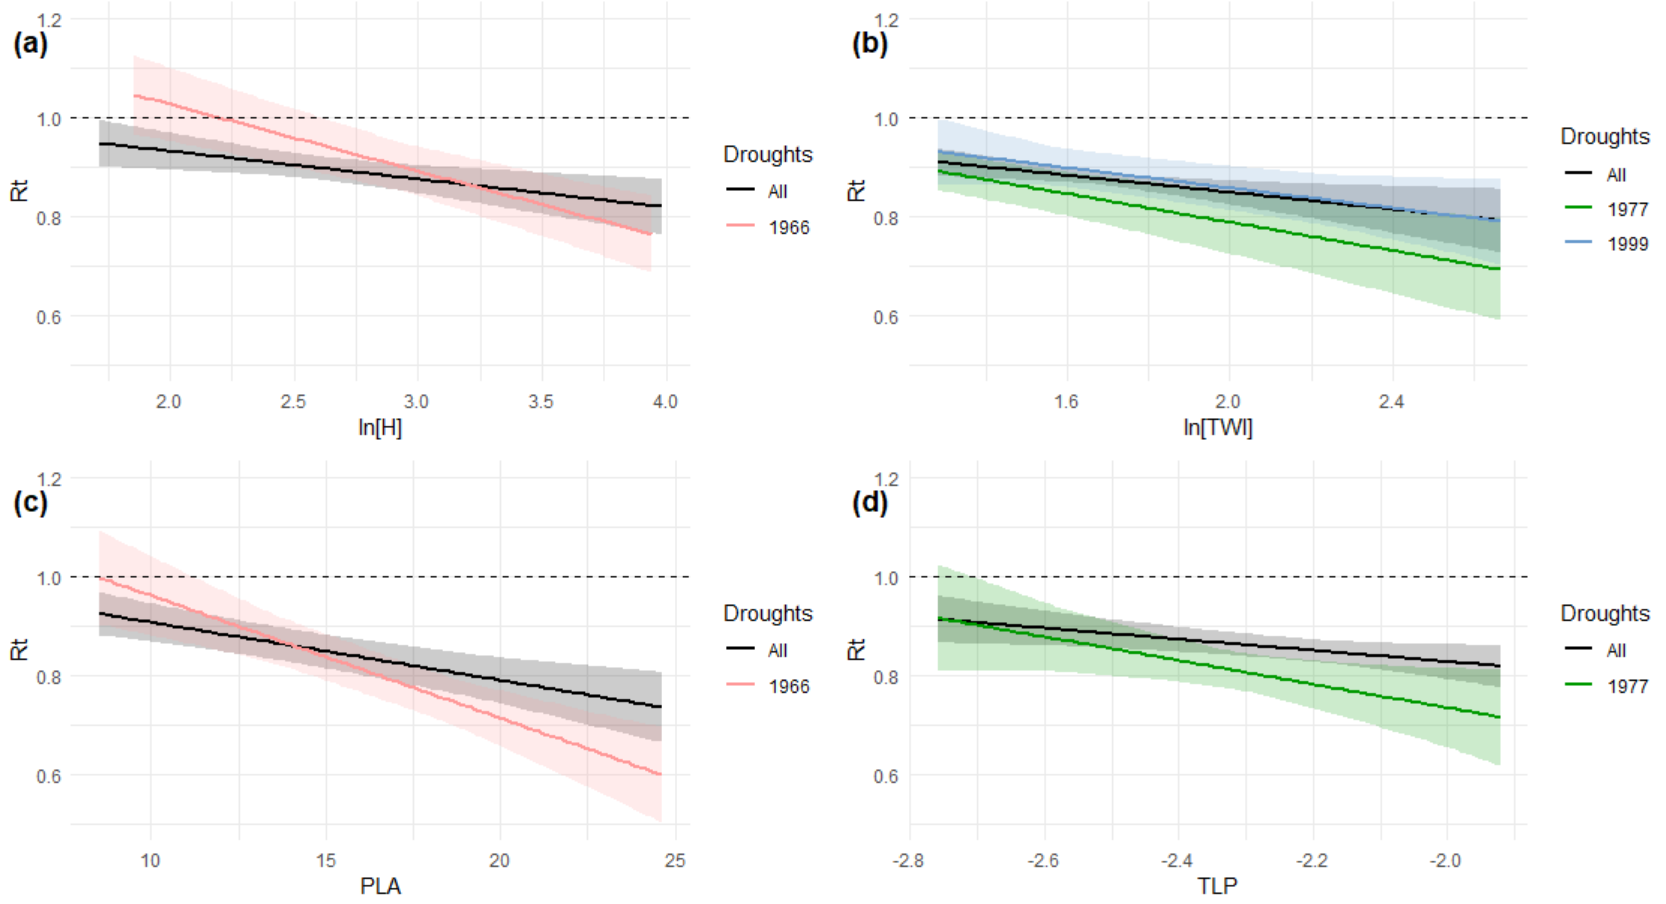 (a)
1.2
1.0
0.8
0.6
Rt
2.0 2.5 3.0 3.5 4.0
ln[H]
Droughts
All
1966
(b)
1.2
1.0
0.8
0.6
Rt
1.6 2.0 2.4
ln[TWI]
Droughts
All
1977
1999
(c)
1.2
1.0
0.8
0.6
Rt
10 15 20 25
PLA
Droughts
All
1966
(d)
1.2
1.0
0.8
0.6
Rt
-2.8 -2.6 -2.4 -2.2 -2.0
TLP
Droughts
All
1977